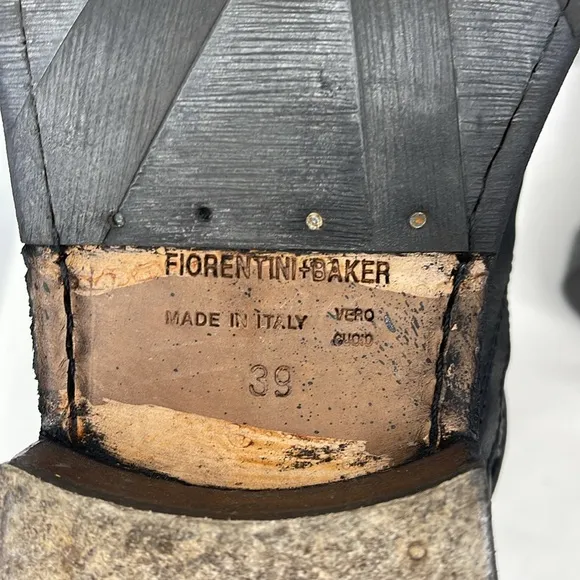 FIORENTINI+BAKER
MADE IN ITALY
VERO
CUOIO
39